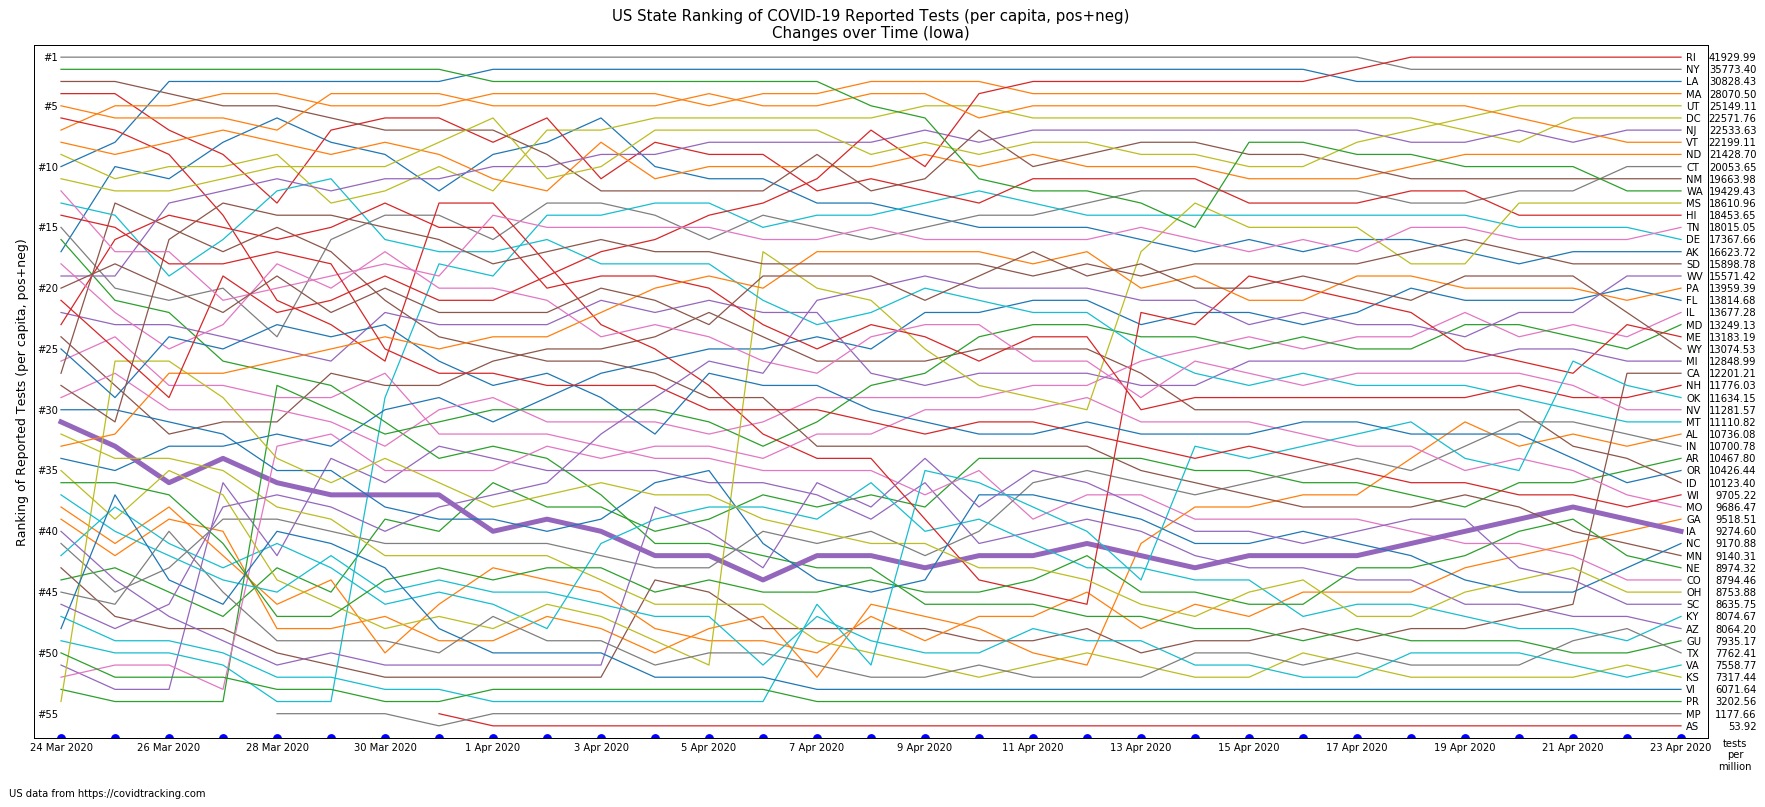 US State Ranking of COVID-19 Reported Tests (per capita, pos+neg)
Changes over Time (Iowa)
Ranking of Reported Tests (per capita, pos+neg)
#1
#5
#10
#15
#20
#25
#30
#35
#40
#45
#50
#55
RI 41929.99
NY 35773.40
LA 30828.43
MA 28070.50
UT 25149.11
DC 22571.76
NJ 22533.63
VT 22199.11
ND 21428.70
CT 20053.65
NM 19663.98
WA 19429.43
MS 18610.96
HI 18453.65
TN 18015.05
DE 17367.66
AK 16623.72
SD 15898.78
WV 15571.42
PA 13959.39
FL 13814.68
IL 13677.28
MD 13249.13
ME 13183.19
WY 13074.53
MI 12848.99
CA 12201.21
NH 11776.03
OK 11634.15
NV 11281.57
MT 11110.82
AL 10736.08
IN 10700.78
AR 10467.80
OR 10426.44
ID 10123.40
WI 9705.22
MO 9686.47
GA 9518.51
IA 9274.60
NC 9170.88
MN 9140.31
NE 8974.32
CO 8794.46
OH 8753.88
SC 8635.75
KY 8074.67
AZ 8064.20
GU 7935.17
TX 7762.41
VA 7558.77
KS 7317.44
VI 6071.64
PR 3202.56
MP 1177.66
AS 53.92
24 Mar 2020 26 Mar 2020 28 Mar 2020 30 Mar 2020 1 Apr 2020 3 Apr 2020 5 Apr 2020 7 Apr 2020 9 Apr 2020 11 Apr 2020 13 Apr 2020 15 Apr 2020 17 Apr 2020 19 Apr 2020 21 Apr 2020 23 Apr 2020
tests
per
million
US data from https://covidtracking.com